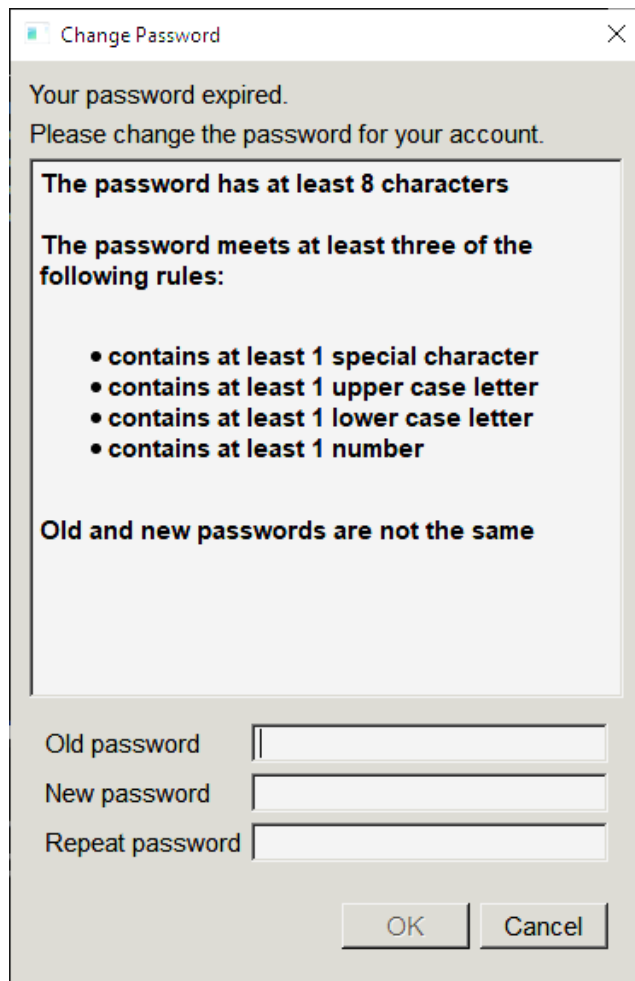 Change Password
Your password expired.
Please change the password for your account.
The password has at least 8 characters
The password meets at least three of the
following rules:
• contains at least 1 special character
• contains at least 1 upper case letter
• contains at least 1 lower case letter
• contains at least 1 number
Old and new passwords are not the same
Old password
New password
Repeat password
OK Cancel